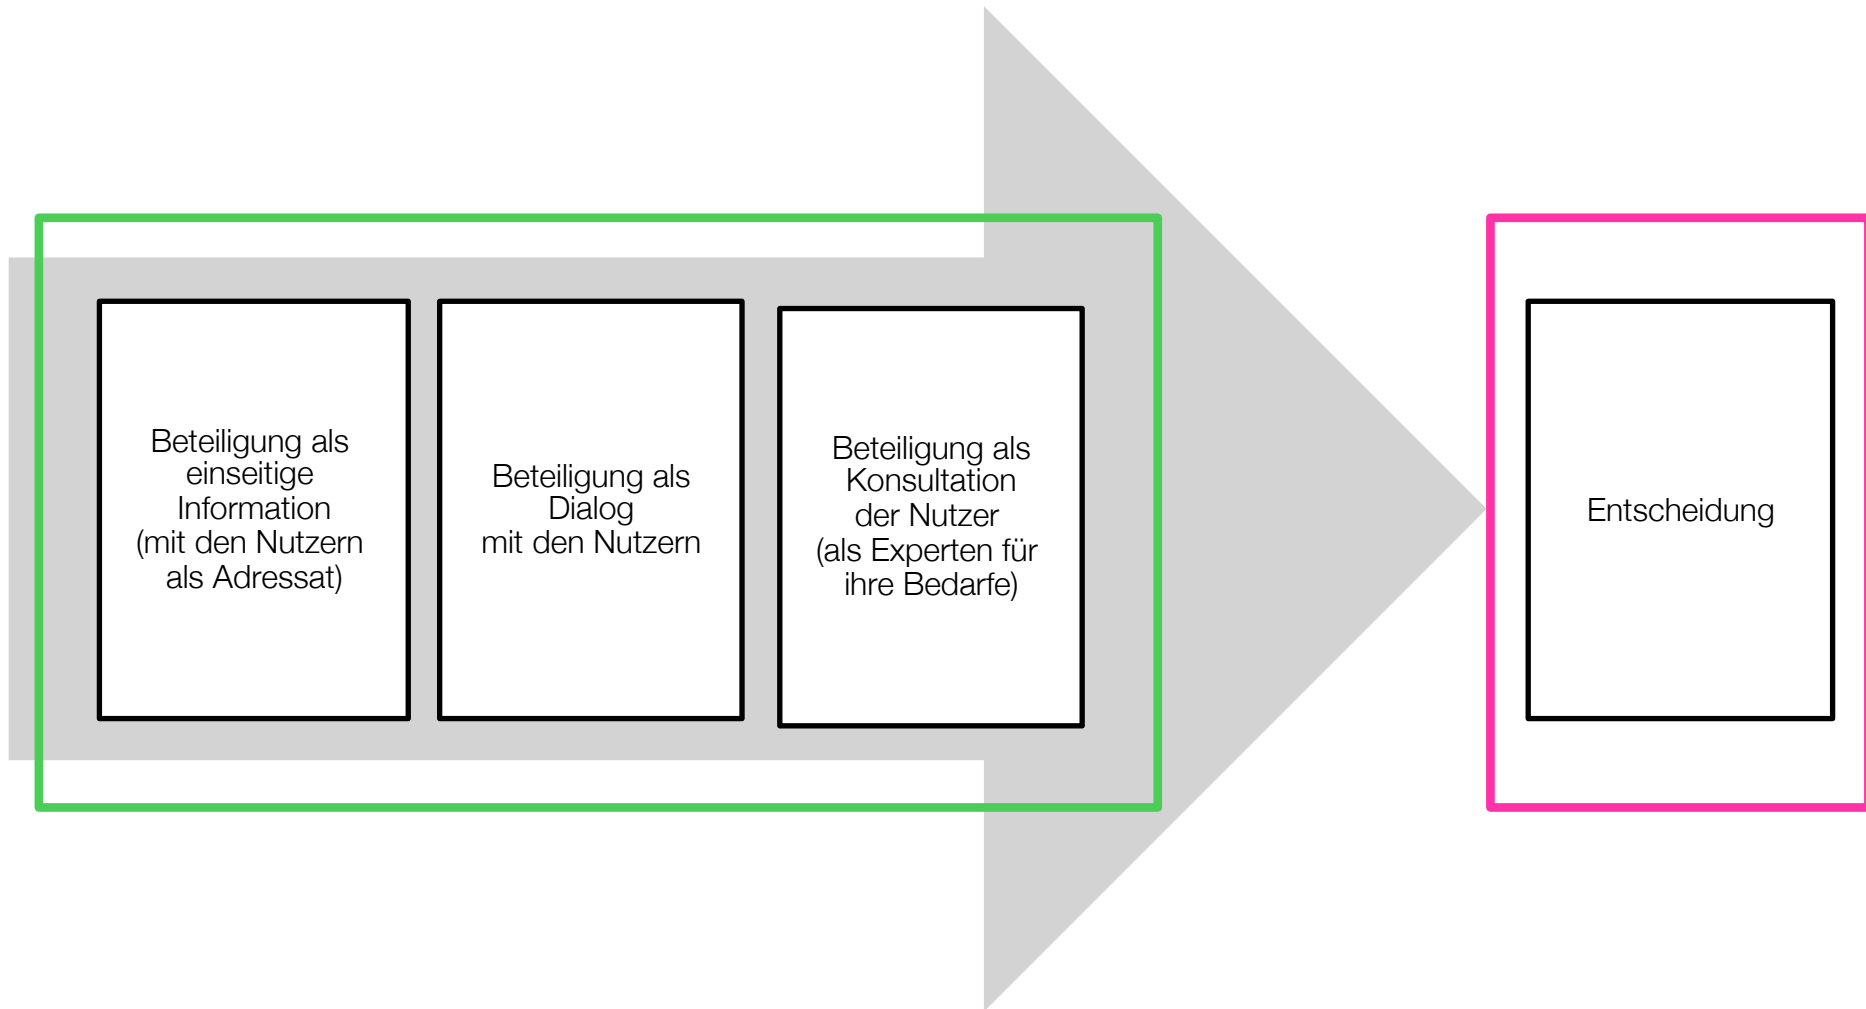 Beteiligung als
einseitige
Information
(mit den Nutzern
als Adressat)
Beteiligung als
Dialog
mit den Nutzern
Beteiligung als
Konsultation
der Nutzer
(als Experten für
ihre Bedarfe)
Entscheidung